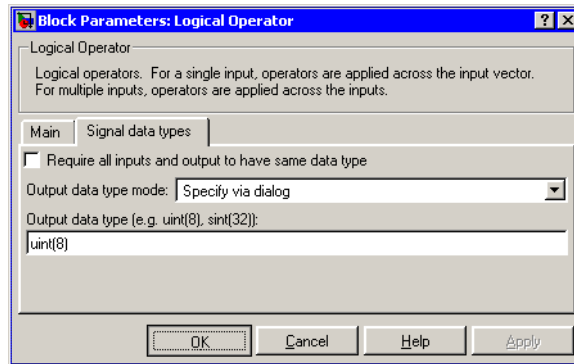 Block Parameters: Logical Operator
Logical Operator
Logical operators. For a single input, operators are applied across the input vector.
For multiple inputs, operators are applied across the inputs.
Main Signal data types
Require all inputs and output to have same data type
Output data type mode: Specify via dialog
Output data type (e.g. uint(8), sint(32)):
uint(8)
OK Cancel Help Apply